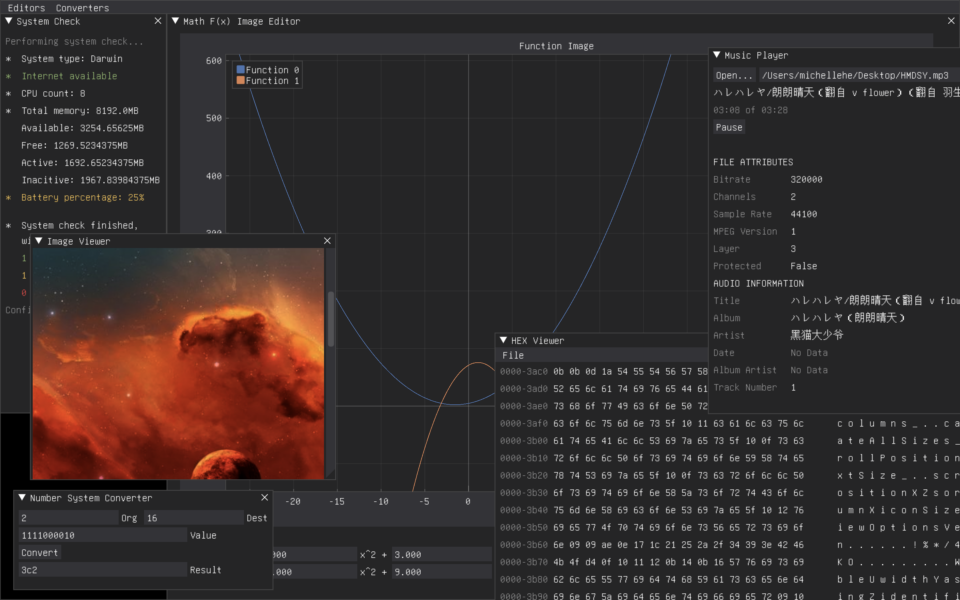 Editors Converters
System Check
Performing system check...
* System type: Darwin
* Internet available
* CPU count: 8
* Total memory: 8192.0MB
Available: 3254.65625MB
Free: 1269.5234375MB
Active: 1692.65234375MB
Inacitive: 1967.83984375MB
* Battery percentage: 25%
* System check finished,
wi
1
1
0
Confi
Math F(x) Image Editor
Function Image
Function 0
Function 1
600
500
400
300
-20 -15 -5 0
x^2 + 3.000
x^2 + 9.000
Image Viewer
Number System Converter
2 Org 16 Dest
1111000010 Value
Convert
3c2 Result
Music Player
Open... /Users/michellehe/Desktop/HMDSY.mp3
ハレハレヤ/朗朗晴天（翻自 v flower）（翻自 羽生
03:08 of 03:28
Pause
FILE ATTRIBUTES
Bitrate 320000
Channels 2
Sample Rate 44100
MPEG Version 1
Layer 3
Protected False
AUDIO INFORMATION
Title ハレハレヤ/朗朗晴天（翻自 v flow
Album ハレハレヤ（朗朗晴天）
Artist 黑猫大少爷
Date No Data
Album Artist No Data
Track Number 1
HEX Viewer
File
0000-3ac0 0b 0b 0d 1a 54 55 54 56 57 58
0000-3ad0 52 65 6c 61 74 69 76 65 44 61
0000-3ae0 73 68 6f 77 49 63 6f 6e 50 72
0000-3af0 63 6f 6c 75 6d 6e 73 5f 10 11 63 61 6c 63 75 6c c o l u m n s _ . . c a
0000-3b00 61 74 65 41 6c 6c 53 69 7a 65 73 5f 10 0f 73 63 a t e A l l S i z e s _
0000-3b10 72 6f 6c 6c 50 6f 73 69 74 69 6f 6e 59 58 74 65 r o l l P o s i t i o n
0000-3b20 78 74 53 69 7a 65 5f 10 0f 73 63 72 6f 6c 6c 50 x t S i z e _ . . s c r
0000-3b30 6f 73 69 74 69 6f 6e 58 5a 73 6f 72 74 43 6f 6c o s i t i o n X Z s o r
0000-3b40 75 6d 6e 58 69 63 6f 6e 53 69 7a 65 5f 10 12 76 u m n X i c o n S i z e
0000-3b50 69 65 77 4f 70 74 69 6f 6e 73 56 65 72 73 69 6f i e w O p t i o n s V e
0000-3b60 6e 09 09 ae 0e 17 1c 21 25 2a 2f 34 39 3e 42 46 n . . . . . . ! % * / 4
0000-3b70 4b 4f d4 0f 10 11 12 0b 14 0b 16 57 76 69 73 69 K O . . . . . . . . . W
0000-3b80 62 6c 65 55 77 69 64 74 68 59 61 73 63 65 6e 64 b l e U w i d t h Y a s
0000-3b90 69 6e 67 5a 69 64 65 6e 74 69 66 69 65 72 09 10 i n g Z i d e n t i f i